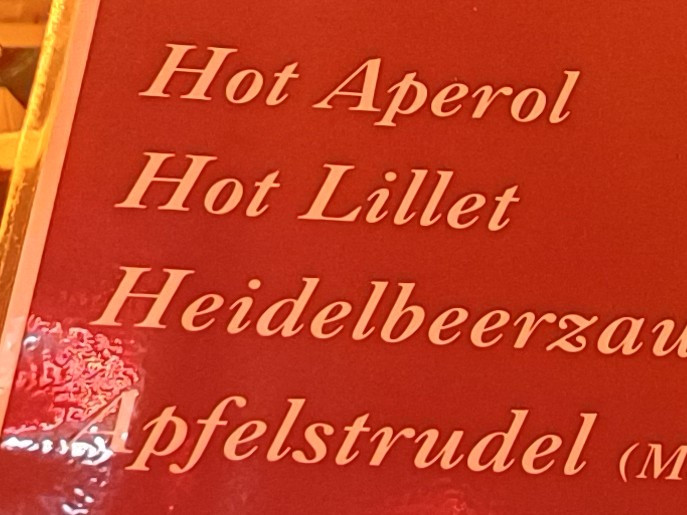 Hot Aperol
Hot Lillet
Heidelbeerzau
Apfelstrudel (M